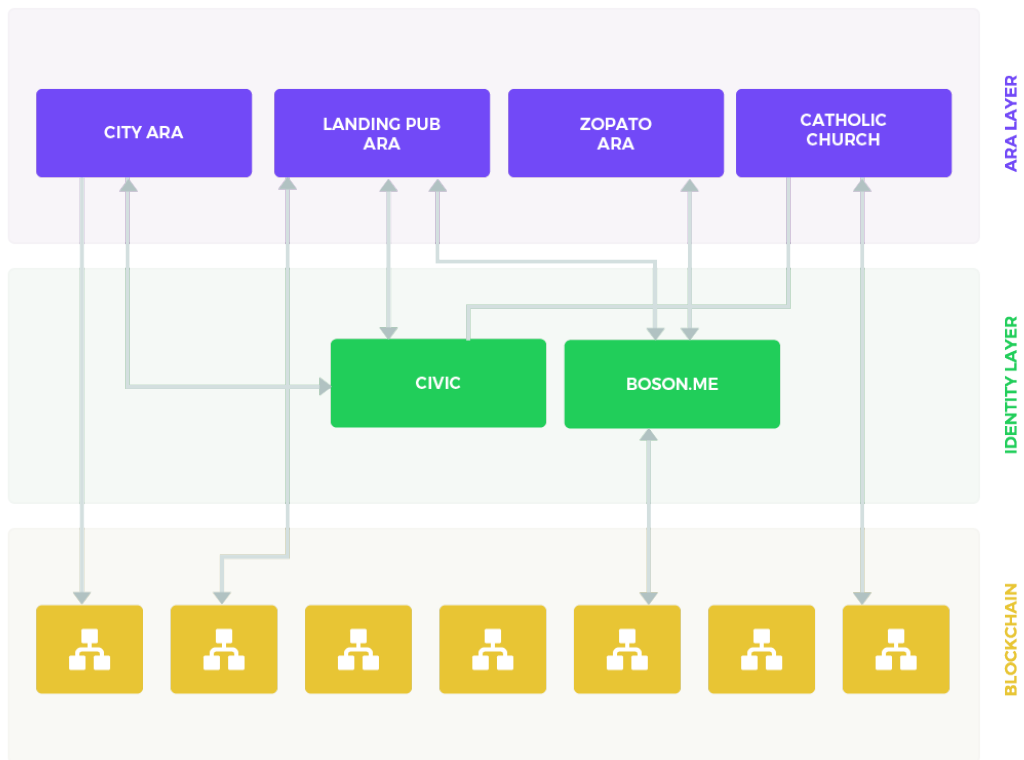 CITY ARA
LANDING PUB
ARA
ZOPATO
ARA
CATHOLIC
CHURCH
ARA LAYER
CIVIC
BOSON.ME
IDENTITY LAYER
BLOCKCHAIN